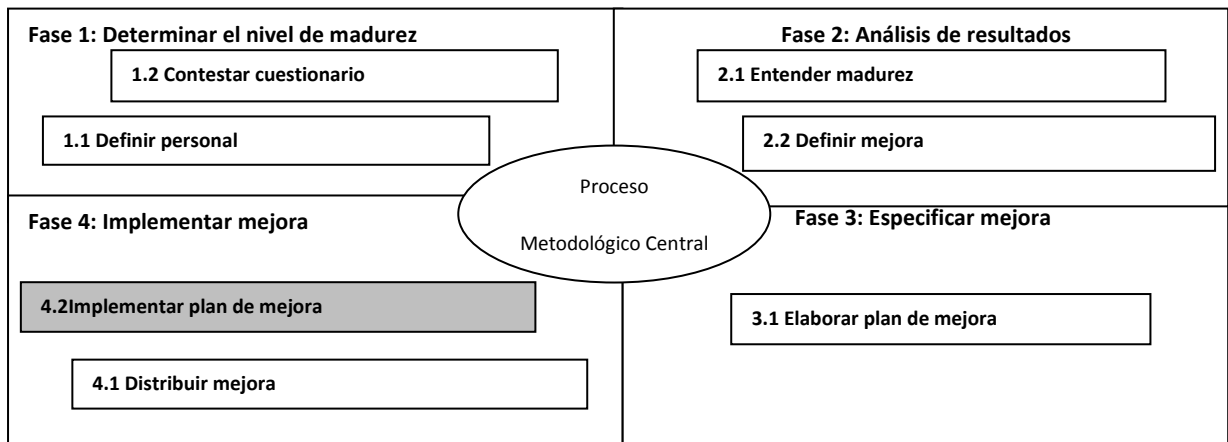 Fase 1: Determinar el nivel de madurez
1.2 Contestar cuestionario
1.1 Definir personal
Fase 2: Análisis de resultados
2.1 Entender madurez
2.2 Definir mejora
Proceso
Metodológico Central
Fase 4: Implementar mejora
4.2Implementar plan de mejora
4.1 Distribuir mejora
Fase 3: Especificar mejora
3.1 Elaborar plan de mejora